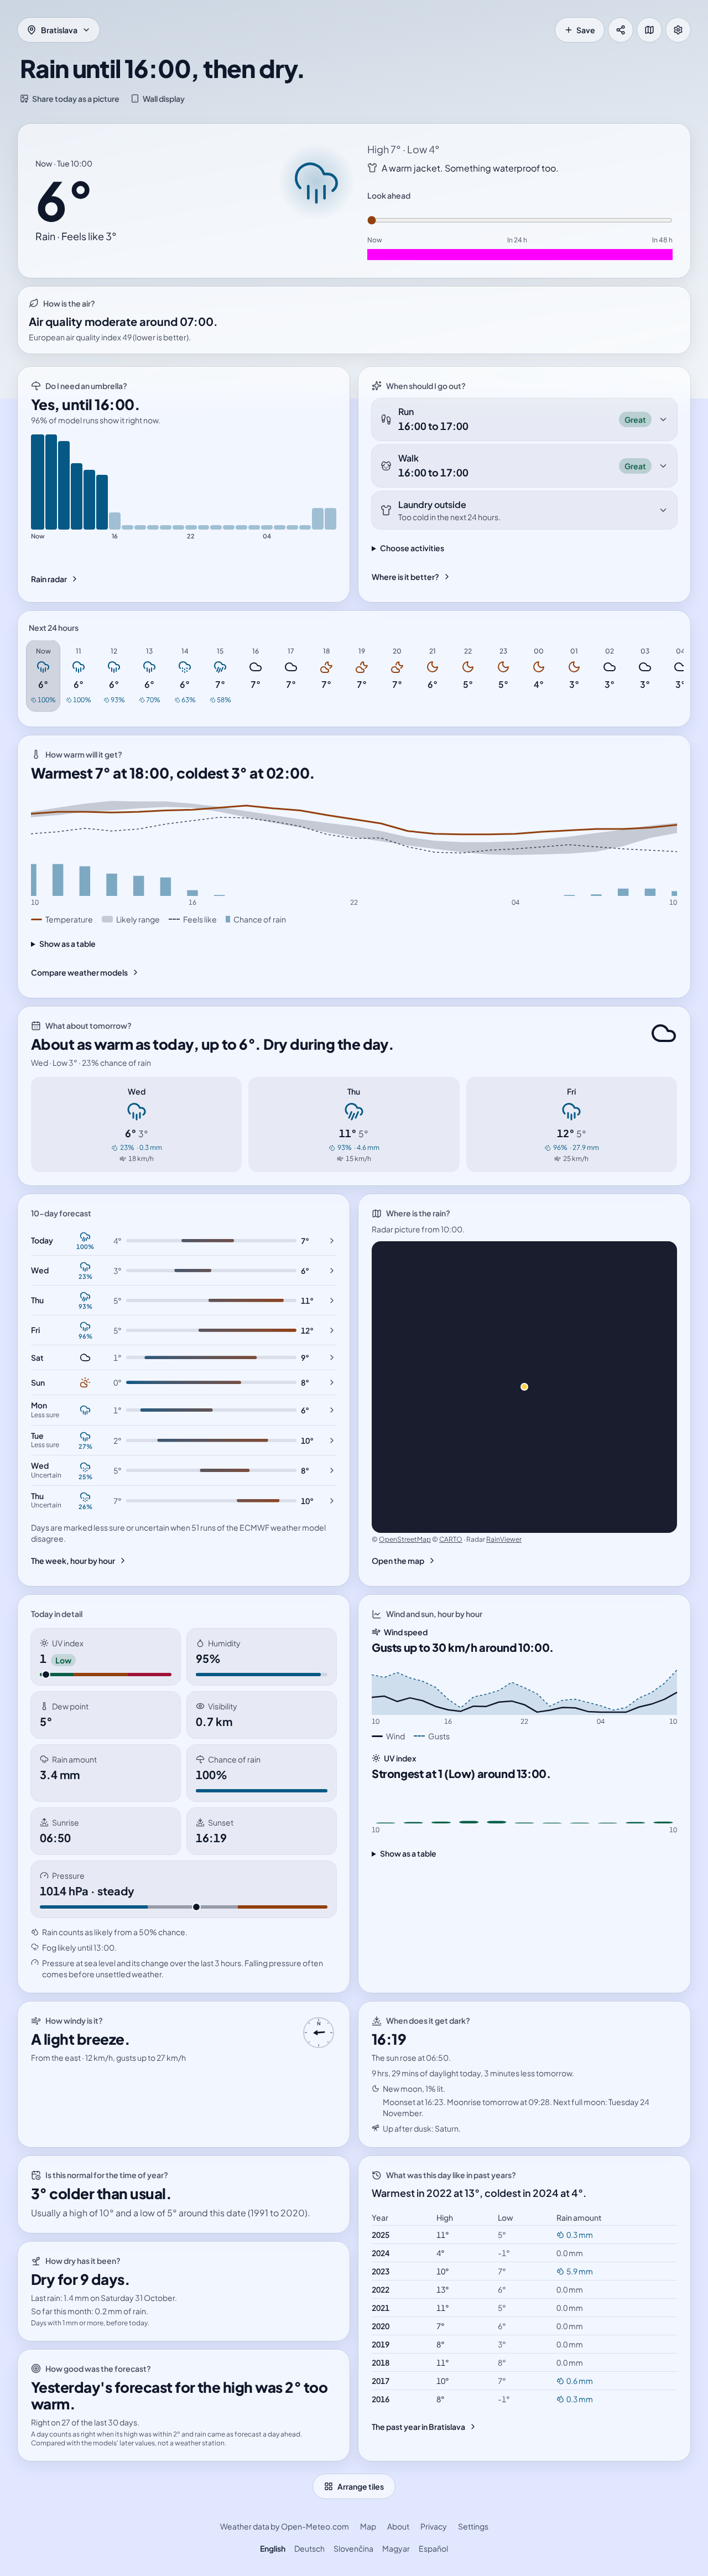 Bratislava
Save
Rain until 16:00, then dry.
Share today as a picture
Wall display
Now · Tue 10:00
6°
Rain · Feels like 3°
High 7° · Low 4°
A warm jacket. Something waterproof too.
Look ahead
Now In 24 h In 48 h
How is the air?
Air quality moderate around 07:00.
European air quality index 49 (lower is better).
Do I need an umbrella?
Yes, until 16:00.
96% of model runs show it right now.
Now 16 22 04
Rain radar
When should I go out?
Run
16:00 to 17:00
Great
Walk
16:00 to 17:00
Great
Laundry outside
Too cold in the next 24 hours.
Choose activities
Where is it better?
Next 24 hours
Now 11 12 13 14 15 16 17 18 19 20 21 22 23 00 01 02 03 04
6° 6° 6° 6° 6° 7° 7° 7° 7° 7° 7° 6° 5° 5° 4° 3° 3° 3° 3°
100% 100% 93% 70% 63% 58%
How warm will it get?
Warmest 7° at 18:00, coldest 3° at 02:00.
10 16 22 04 10
Temperature Likely range Feels like Chance of rain
Show as a table
Compare weather models
What about tomorrow?
About as warm as today, up to 6°. Dry during the day.
Wed · Low 3° · 23% chance of rain
Wed
6° 3°
23% · 0.3 mm
18 km/h
Thu
11° 5°
93% · 4.6 mm
15 km/h
Fri
12° 5°
96% · 27.9 mm
25 km/h
10-day forecast
Today 100% 4° 7°
Wed 23% 3° 6°
Thu 93% 5° 11°
Fri 96% 5° 12°
Sat 1° 9°
Sun 0° 8°
Mon Less sure 1° 6°
Tue Less sure 27% 2° 10°
Wed Uncertain 25% 5° 8°
Thu Uncertain 26% 7° 10°
Days are marked less sure or uncertain when 51 runs of the ECMWF weather model
disagree.
The week, hour by hour
Where is the rain?
Radar picture from 10:00.
© OpenStreetMap © CARTO · Radar RainViewer
Open the map
Today in detail
UV index
1 Low
Humidity
95%
Dew point
5°
Visibility
0.7 km
Rain amount
3.4 mm
Chance of rain
100%
Sunrise
06:50
Sunset
16:19
Pressure
1014 hPa · steady
Rain counts as likely from a 50% chance.
Fog likely until 13:00.
Pressure at sea level and its change over the last 3 hours. Falling pressure often
comes before unsettled weather.
Wind and sun, hour by hour
Wind speed
Gusts up to 30 km/h around 10:00.
10 16 22 04 10
Wind Gusts
UV index
Strongest at 1 (Low) around 13:00.
10 10
Show as a table
How windy is it?
A light breeze.
From the east · 12 km/h, gusts up to 27 km/h
N
When does it get dark?
16:19
The sun rose at 06:50.
9 hrs, 29 mins of daylight today, 3 minutes less tomorrow.
New moon, 1% lit.
Moonset at 16:23. Moonrise tomorrow at 09:28. Next full moon: Tuesday 24
November.
Up after dusk: Saturn.
Is this normal for the time of year?
3° colder than usual.
Usually a high of 10° and a low of 5° around this date (1991 to 2020).
How dry has it been?
Dry for 9 days.
Last rain: 1.4 mm on Saturday 31 October.
So far this month: 0.2 mm of rain.
Days with 1 mm or more, before today.
How good was the forecast?
Yesterday's forecast for the high was 2° too
warm.
Right on 27 of the last 30 days.
A day counts as right when its high was within 2° and rain came as forecast a day ahead.
Compared with the models' later values, not a weather station.
What was this day like in past years?
Warmest in 2022 at 13°, coldest in 2024 at 4°.
Year High Low Rain amount
2025 11° 5° 0.3 mm
2024 4° -1° 0.0 mm
2023 10° 7° 5.9 mm
2022 13° 6° 0.0 mm
2021 11° 5° 0.0 mm
2020 7° 6° 0.0 mm
2019 8° 3° 0.0 mm
2018 11° 8° 0.0 mm
2017 10° 7° 0.6 mm
2016 8° -1° 0.3 mm
The past year in Bratislava
Arrange tiles
Weather data by Open-Meteo.com Map About Privacy Settings
English Deutsch Slovenčina Magyar Español